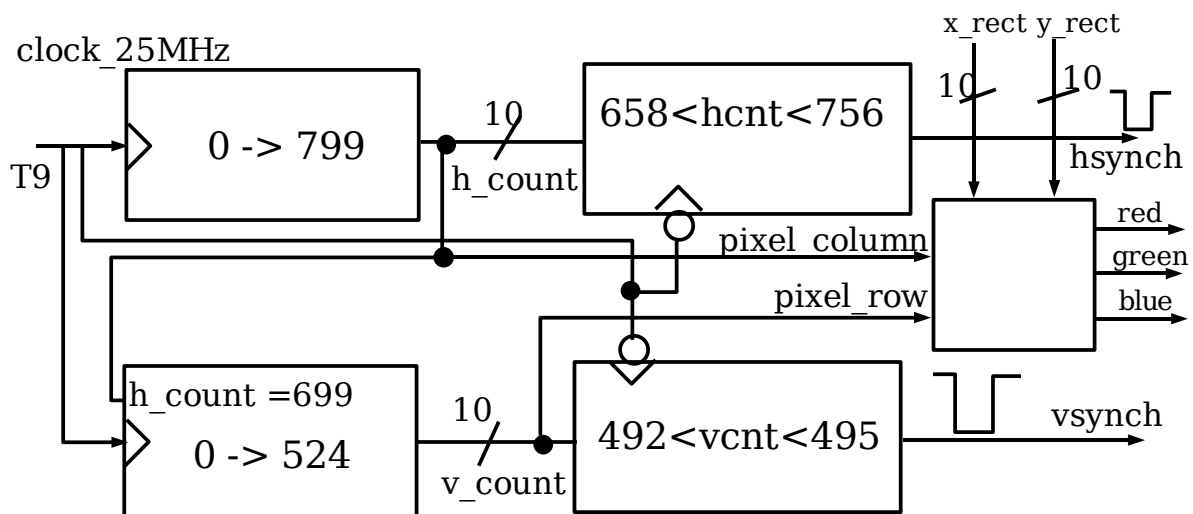 x_rect y_rect
clock_25MHz
10
10
10
0 -> 799
658<hcnt<756
hsynch
T9
h_count
red
pixel_column
green
pixel_row
blue
h_count =699
10
vsynch
0 -> 524
492<vcnt<495
v_count